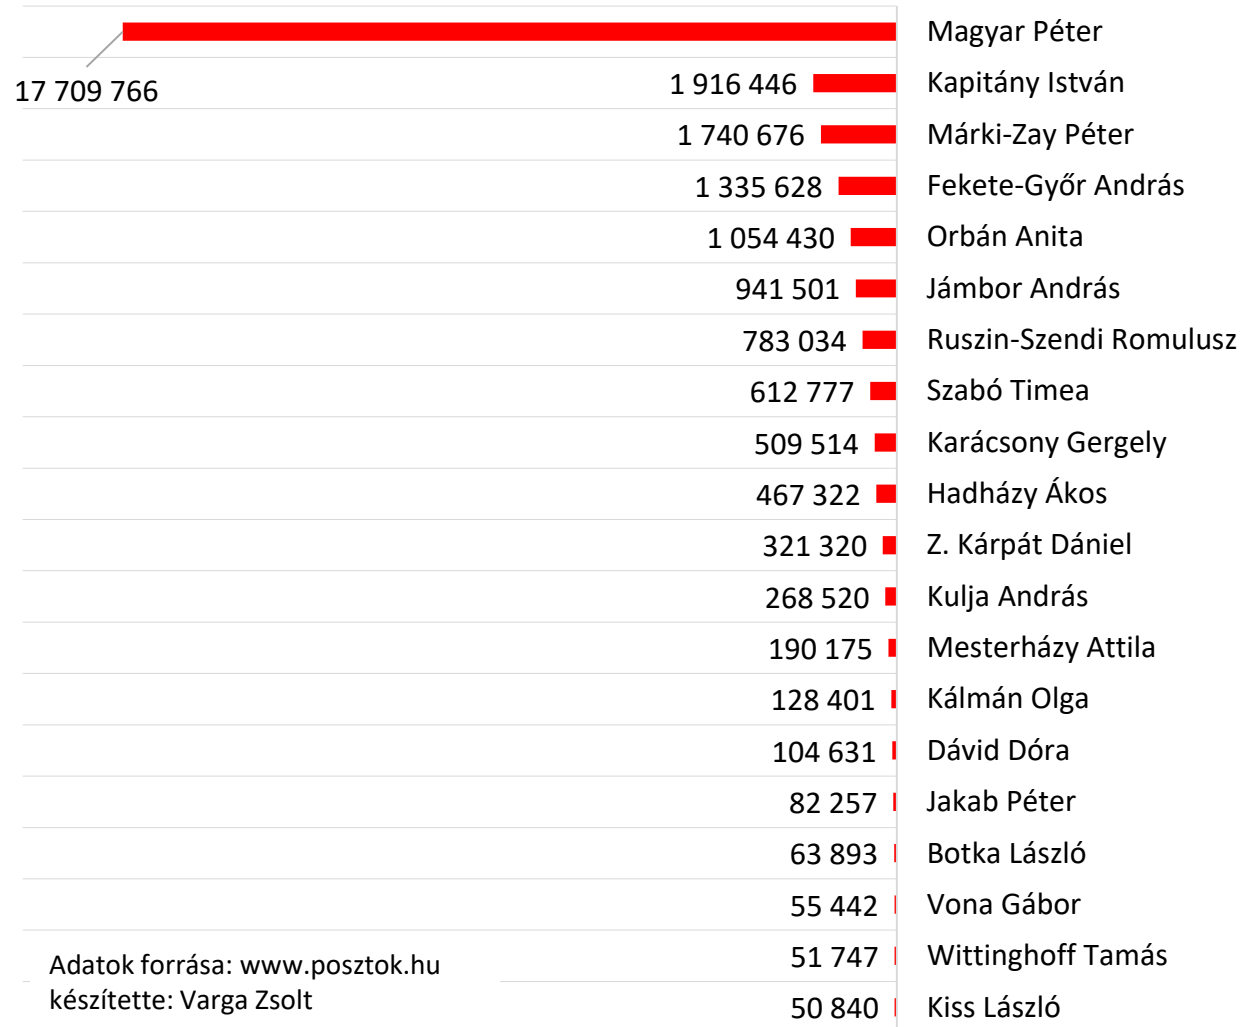 Magyar Péter
17 709 766
1 916 446 Kapitány István
1 740 676 Márki-Zay Péter
1 335 628 Fekete-Győr András
1 054 430 Orbán Anita
941 501 Jámbor András
783 034 Ruszin-Szendi Romulusz
612 777 Szabó Timea
509 514 Karácsony Gergely
467 322 Hadházy Ákos
321 320 Z. Kárpát Dániel
268 520 Kulja András
190 175 Mesterházy Attila
128 401 Kálmán Olga
104 631 Dávid Dóra
82 257 Jakab Péter
63 893 Botka László
55 442 Vona Gábor
51 747 Wittinghoff Tamás
50 840 Kiss László
Adatok forrása: www.posztok.hu
készítette: Varga Zsolt